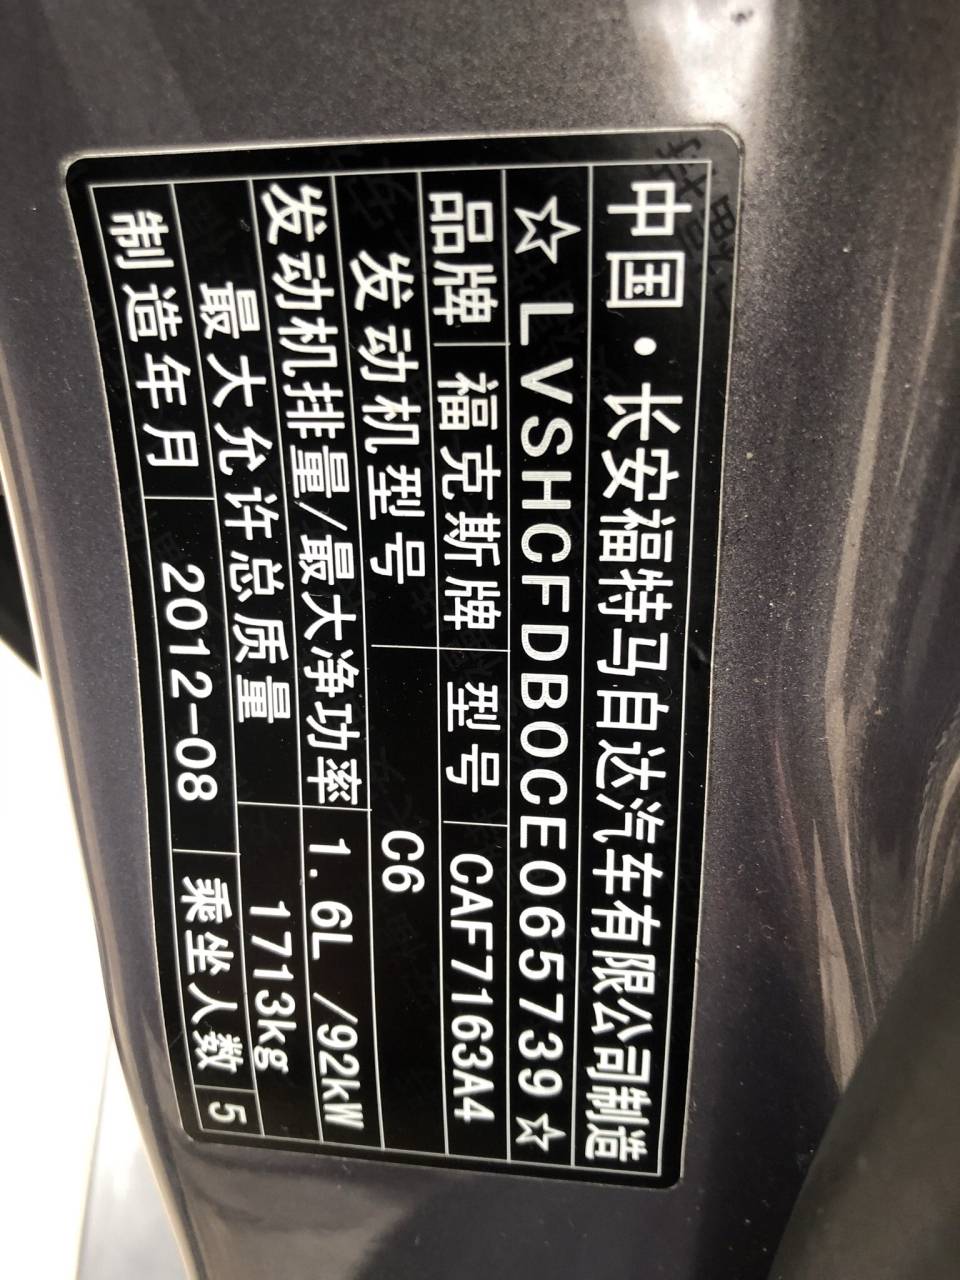 中国·长安福特马自达汽车有限公司制造
☆LVSHCFDB0CE065739☆
品牌 福克斯牌 型号 CAF7163A4
发动机型号 C6
发动机排量/最大净功率 1.6L /92kW
最大允许总质量 1713kg
制造年月 2012-08 乘坐人数 5